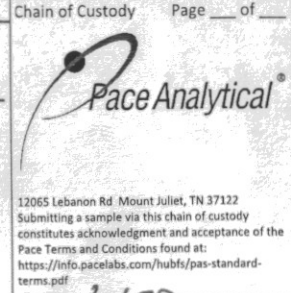 Chain of Custody Page ___ of ___
Pace Analytical®
12065 Lebanon Rd Mount Juliet, TN 37122
Submitting a sample via this chain of custody
constitutes acknowledgment and acceptance of the
Pace Terms and Conditions found at:
https://info.pacelabs.com/hubfs/pas-standard-
terms.pdf